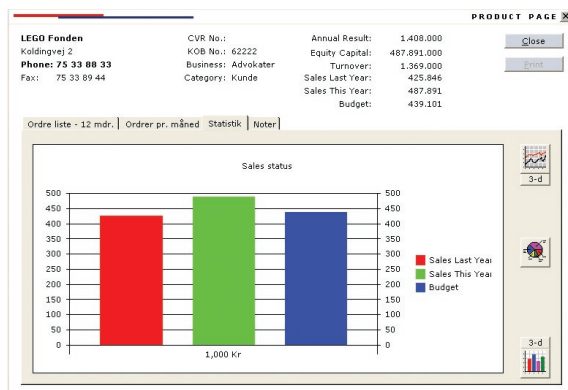 PRODUCT PAGE X
LEGO Fonden
Koldingvej 2
Phone: 75 33 88 33
Fax: 75 33 89 44
CVR No.:
KOB No.: 62222
Business: Advokater
Category: Kunde
Annual Result: 1.408.000
Equity Capital: 487.891.000
Turnover: 1.369.000
Sales Last Year: 425.846
Sales This Year: 487.891
Budget: 439.101
Close
Print
Ordre liste - 12 mdr. Ordrer pr. måned Statistik Noter
Sales status
500 500
450 450
400 400
350 350
300 300
250 250
200 200
150 150
100 100
50 50
0 0
1,000 Kr
Sales Last Year
Sales This Year
Budget
3-d
3-d